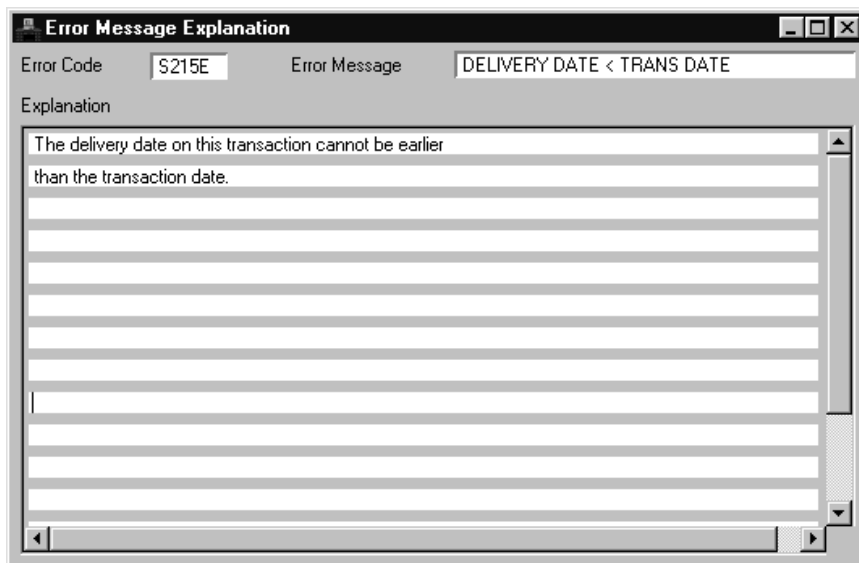 Error Message Explanation
Error Code S215E Error Message DELIVERY DATE < TRANS DATE
Explanation
The delivery date on this transaction cannot be earlier
than the transaction date.